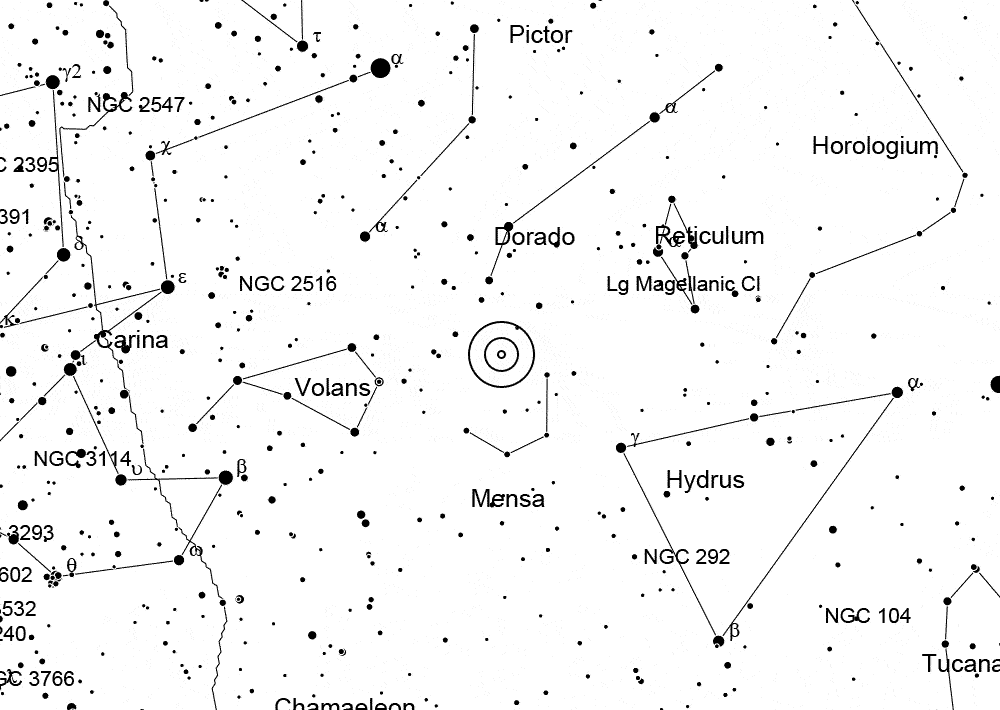 τ
Pictor
α
γ2
NGC 2547
α
χ
Horologium
C 2395
391
α
δ
Dorado
Reticulum
α
ε
NGC 2516
Lg Magellanic Cl
κ
Carina
ι
Volans
α
γ
NGC 3114
υ
β
Hydrus
Mensa
3293
ω
NGC 292
θ
602
532
NGC 104
240
β
Tucana
GC 3766
Chamaeleon